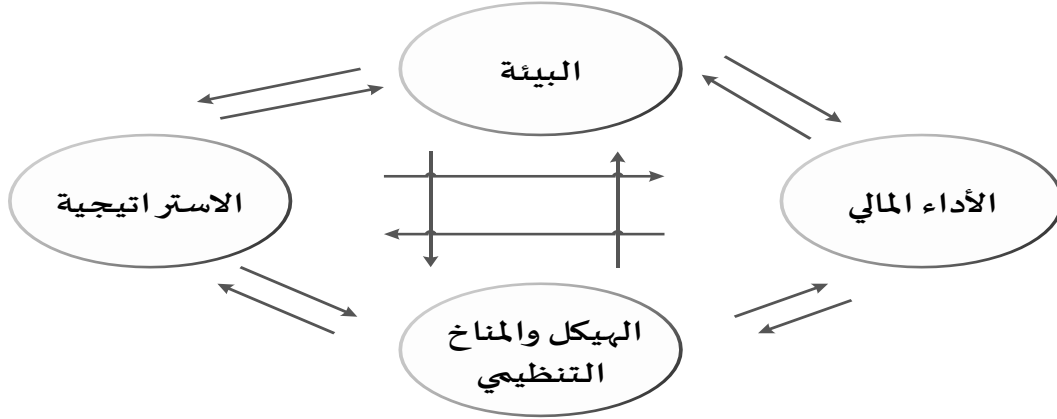 البيئة
الأداء المالي
الاستراتيجية
الهيكل والمناخ
التنظيمي